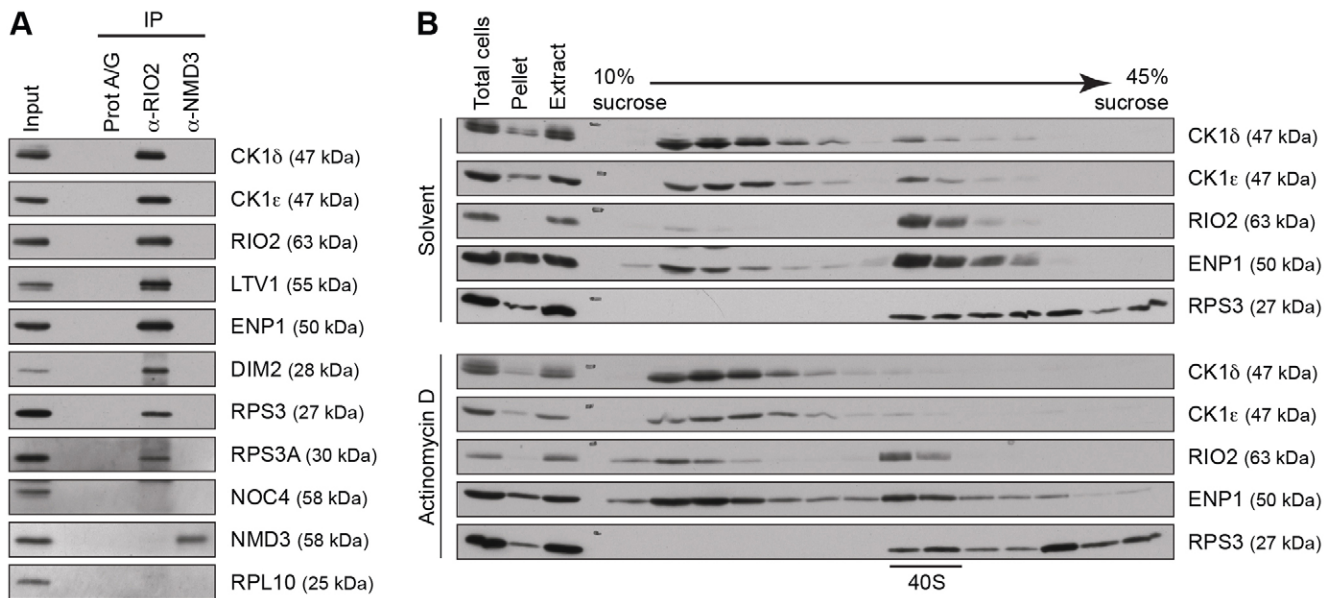 A
IP
Input
Prot A/G
α-RIO2
α-NMD3
CK1δ (47 kDa)
CK1ε (47 kDa)
RIO2 (63 kDa)
LTV1 (55 kDa)
ENP1 (50 kDa)
DIM2 (28 kDa)
RPS3 (27 kDa)
RPS3A (30 kDa)
NOC4 (58 kDa)
NMD3 (58 kDa)
RPL10 (25 kDa)
B
Total cells
Pellet
Extract
10%
sucrose
45%
sucrose
Solvent
CK1δ (47 kDa)
CK1ε (47 kDa)
RIO2 (63 kDa)
ENP1 (50 kDa)
RPS3 (27 kDa)
Actinomycin D
CK1δ (47 kDa)
CK1ε (47 kDa)
RIO2 (63 kDa)
ENP1 (50 kDa)
RPS3 (27 kDa)
40S